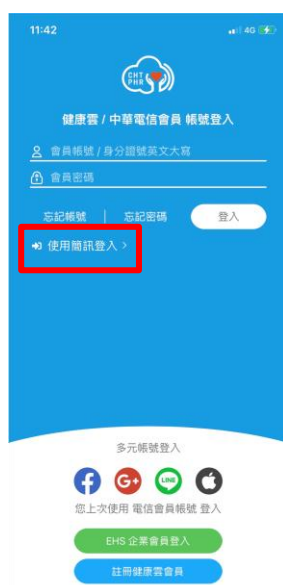 11:42
4G
CHT
PHR
健康雲 / 中華電信會員 帳號登入
會員帳號 / 身分證號英文大寫
會員密碼
忘記帳號 | 忘記密碼 登入
使用簡訊登入 >
多元帳號登入
f G+ LINE
您上次使用 電信會員帳號 登入
EHS 企業會員登入
註冊健康雲會員